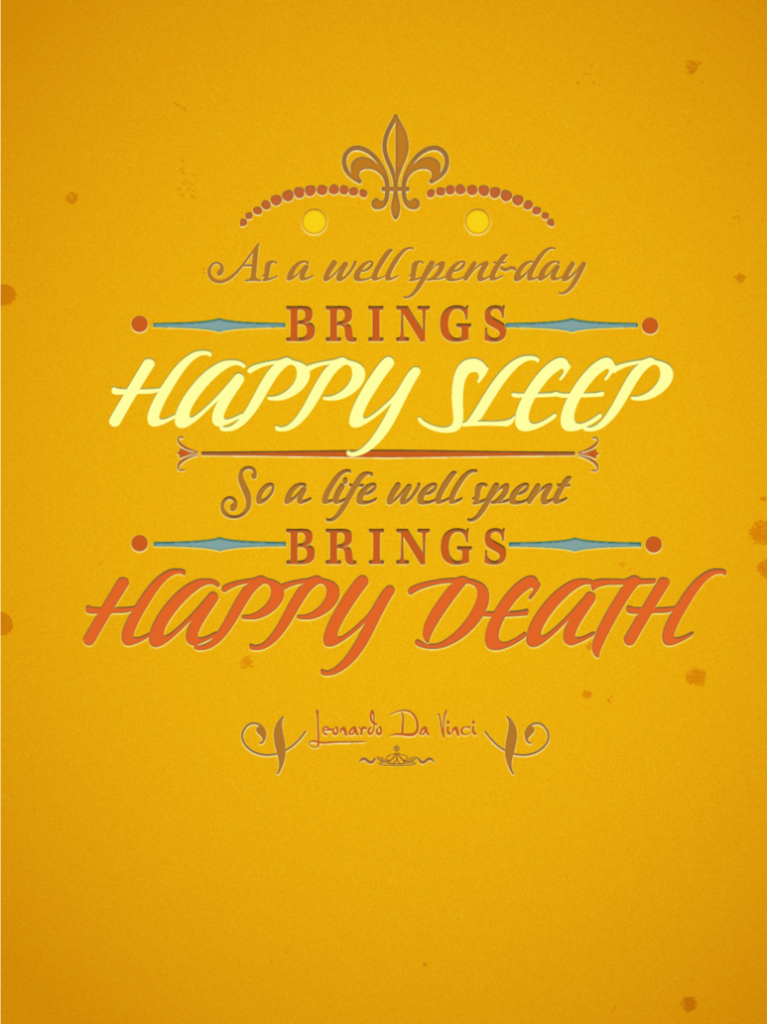 As a well spent-day
BRINGS
HAPPY SLEEP
So a life well spent
BRINGS
HAPPY DEATH
Leonardo Da Vinci